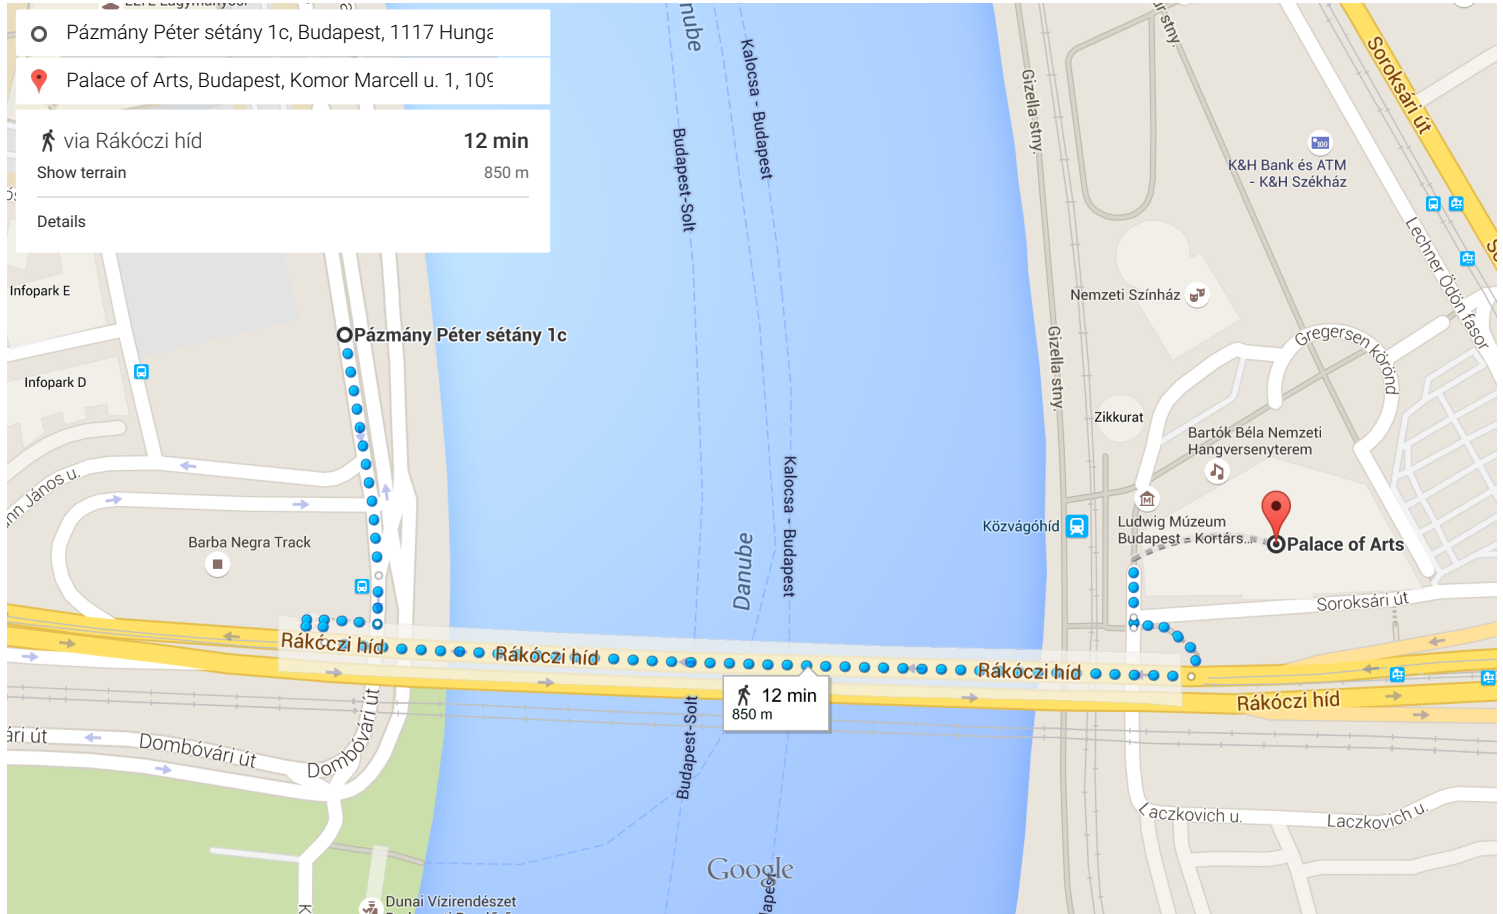 Pázmány Péter sétány 1c, Budapest, 1117 Hunga
Palace of Arts, Budapest, Komor Marcell u. 1, 109
via Rákóczi híd
12 min
Show terrain
850 m
Details
Infopark E
Infopark D
Pázmány Péter sétány 1c
Barba Negra Track
Danube
Kalocsa - Budapest
Budapest-Solt
Gizella stny.
Soroksári út
K&H Bank és ATM
- K&H Székház
100
Lechner Ödön fasor
Nemzeti Színház
Gizella stny.
Gregersen körönd
Zikkurat
Bartók Béla Nemzeti
Hangversenyterem
Közvágóhíd
Ludwig Múzeum
Budapest - Kortárs...
Palace of Arts
Kalocsa - Budapest
Danube
Soroksári út
Rákóczi híd
Rákóczi híd
Rákóczi híd
Rákóczi híd
12 min
850 m
Budapest-Solt
Dombóvári út
Dombóvári út
Laczkovich u.
Laczkovich u.
Google
Dunai Vízirendészet